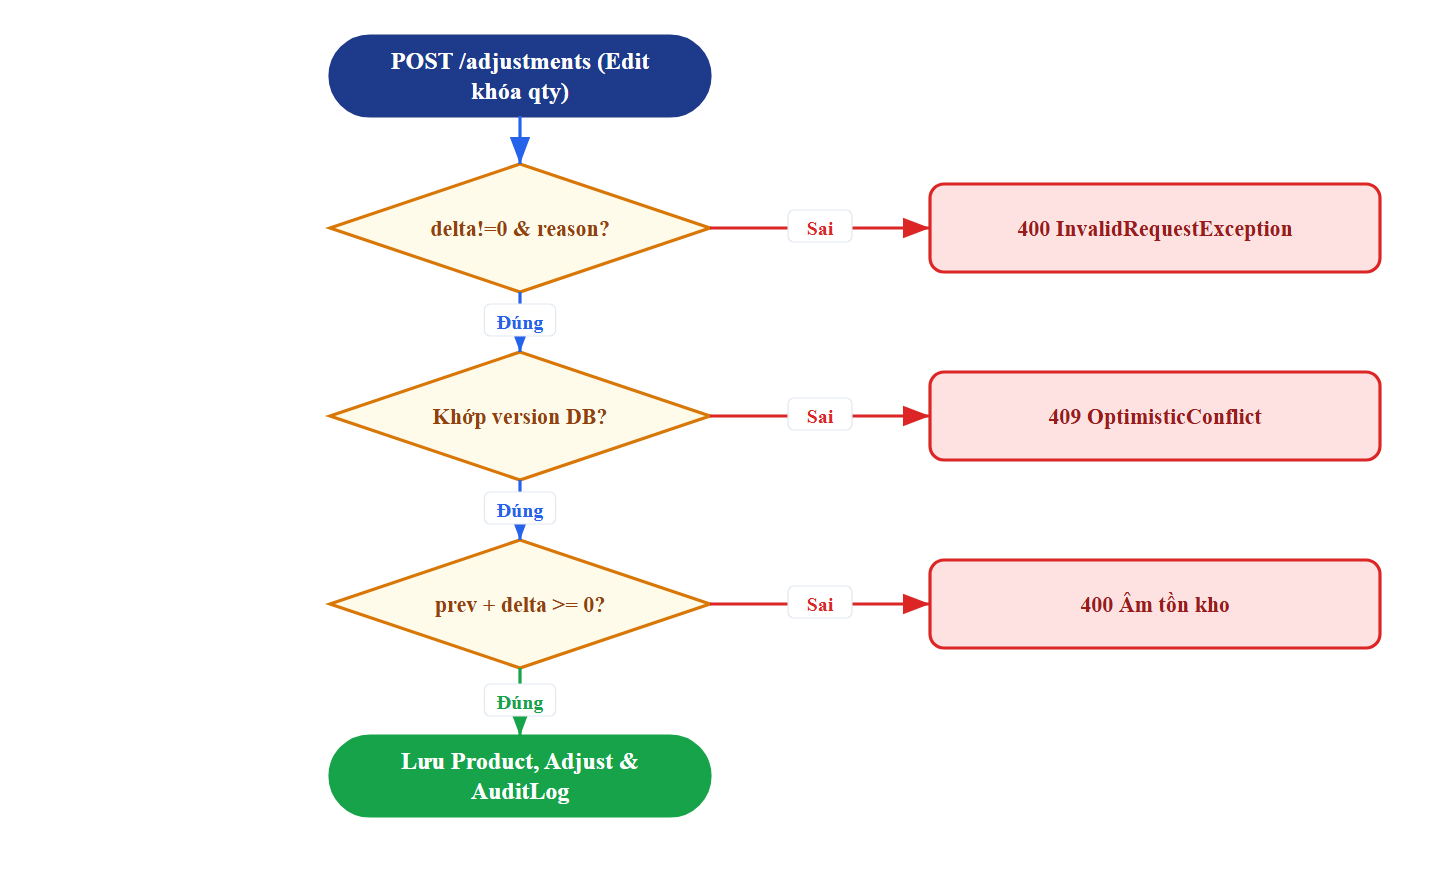 POST /adjustments (Edit
khóa qty)
delta!=0 & reason?
Sai
400 InvalidRequestException
Đúng
Khớp version DB?
Sai
409 OptimisticConflict
Đúng
prev + delta >= 0?
Sai
400 Âm tồn kho
Đúng
Lưu Product, Adjust &
AuditLog